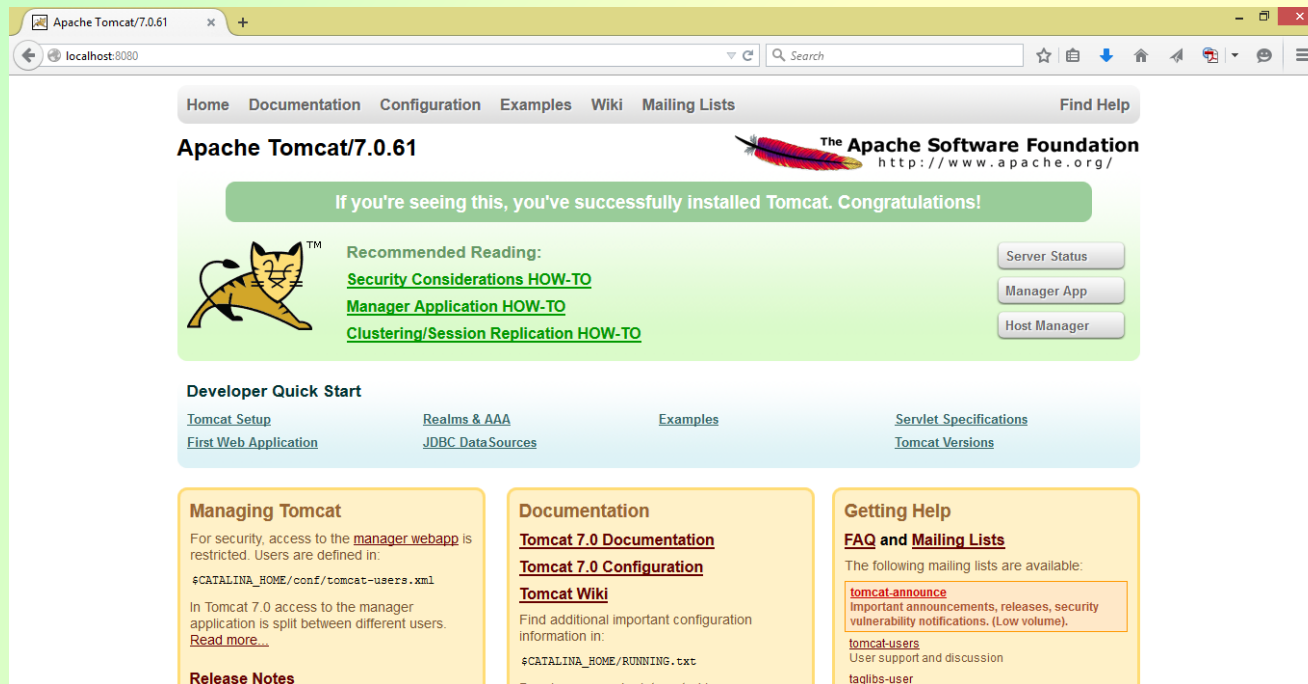 Apache Tomcat/7.0.61
localhost:8080
Search
Home Documentation Configuration Examples Wiki Mailing Lists Find Help
Apache Tomcat/7.0.61
The Apache Software Foundation
http://www.apache.org/
If you're seeing this, you've successfully installed Tomcat. Congratulations!
TM
Recommended Reading:
Security Considerations HOW-TO
Manager Application HOW-TO
Clustering/Session Replication HOW-TO
Server Status
Manager App
Host Manager
Developer Quick Start
Tomcat Setup
First Web Application
Realms & AAA
JDBC DataSources
Examples
Servlet Specifications
Tomcat Versions
Managing Tomcat
For security, access to the manager webapp is
restricted. Users are defined in:
$CATALINA_HOME/conf/tomcat-users.xml
In Tomcat 7.0 access to the manager
application is split between different users.
Read more...
Release Notes
Documentation
Tomcat 7.0 Documentation
Tomcat 7.0 Configuration
Tomcat Wiki
Find additional important configuration
information in:
$CATALINA_HOME/RUNNING.txt
Getting Help
FAQ and Mailing Lists
The following mailing lists are available:
tomcat-announce
Important announcements, releases, security
vulnerability notifications. (Low volume).
tomcat-users
User support and discussion
taglibs-user